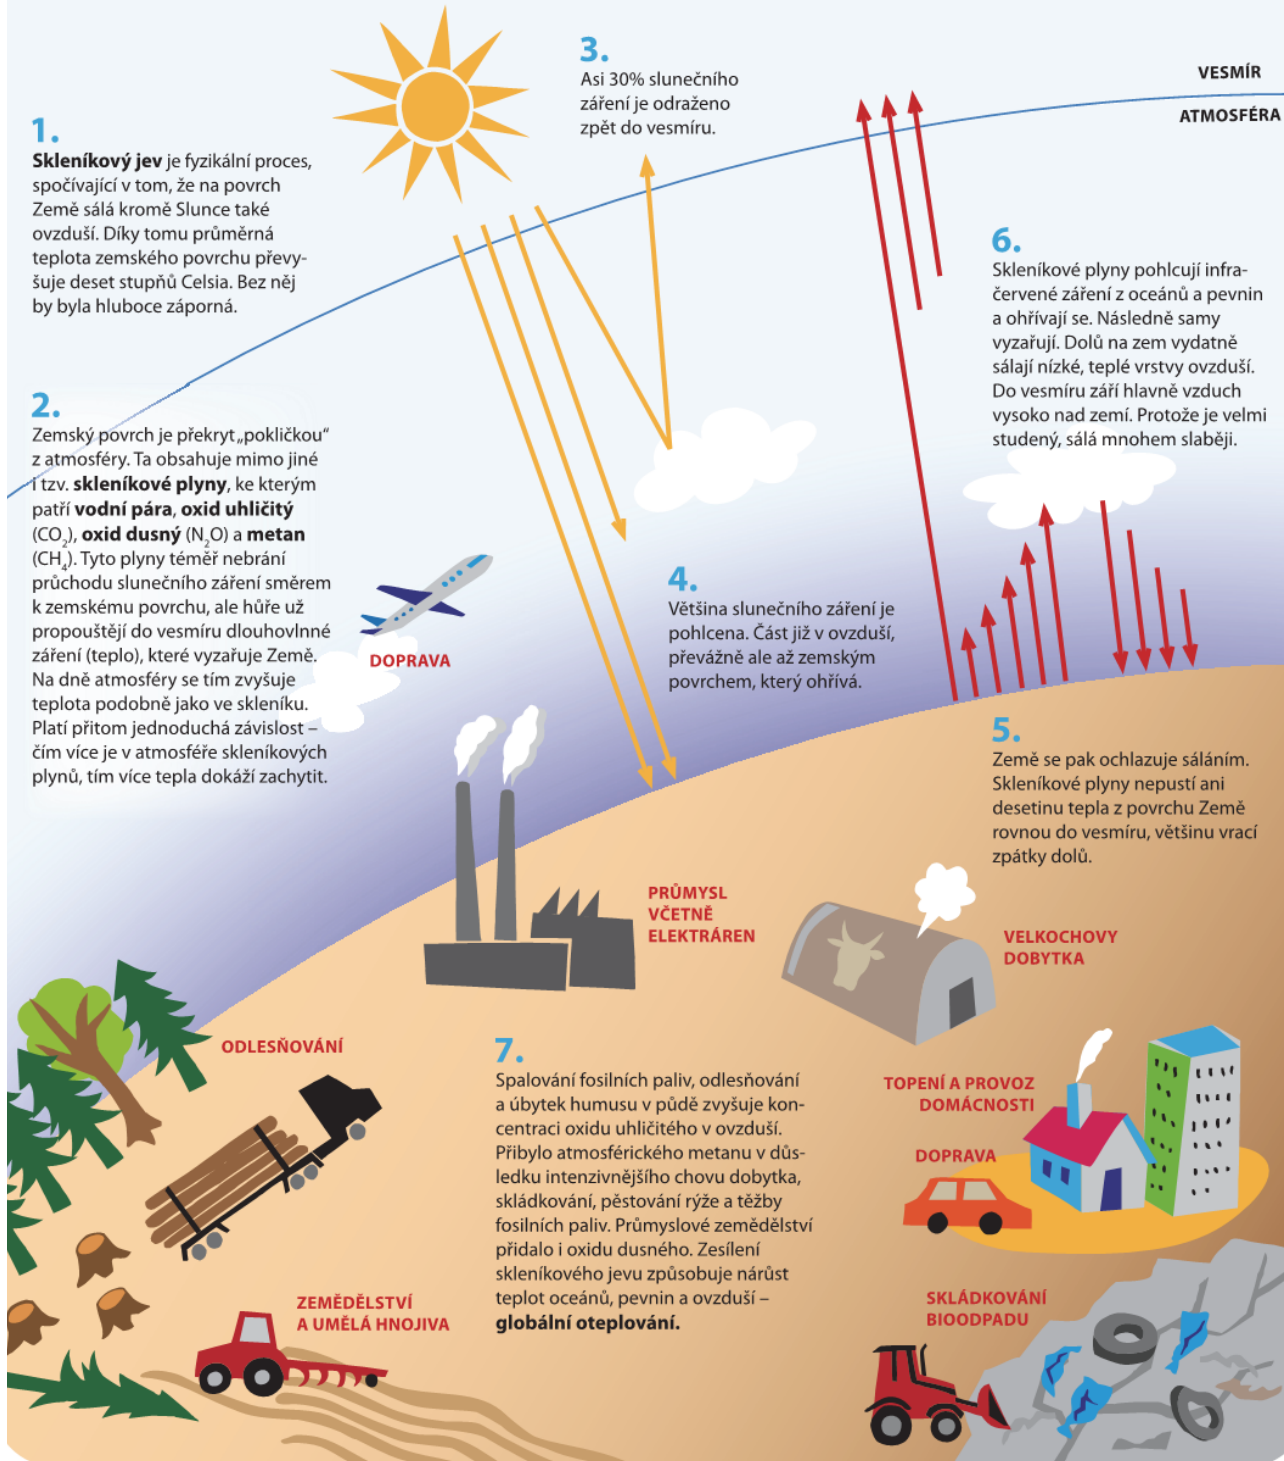 1.
Skleníkový jev je fyzikální proces,
spočívající v tom, že na povrch
Země sálá kromě Slunce také
ovzduší. Díky tomu průměrná
teplota zemského povrchu převy-
šuje deset stupňů Celsia. Bez něj
by byla hluboce záporná.
2.
Zemský povrch je překryt „pokličkou“
z atmosféry. Ta obsahuje mimo jiné
i tzv. skleníkové plyny, ke kterým
patří vodní pára, oxid uhličitý
(CO₂), oxid dusný (N₂O) a metan
(CH₄). Tyto plyny téměř nebrání
průchodu slunečního záření směrem
k zemskému povrchu, ale hůře už
propouštějí do vesmíru dlouhovlnné
záření (teplo), které vyzařuje Země.
Na dně atmosféry se tím zvyšuje
teplota podobně jako ve skleníku.
Platí přitom jednoduchá závislost –
čím více je v atmosféře skleníkových
plynů, tím více tepla dokáží zachytit.
3.
Asi 30% slunečního
záření je odraženo
zpět do vesmíru.
VESMÍR
ATMOSFÉRA
4.
Většina slunečního záření je
pohlcena. Část již v ovzduší,
převážně ale až zemským
povrchem, který ohřívá.
6.
Skleníkové plyny pohlcují infra-
červené záření z oceánů a pevnin
a ohřívají se. Následně samy
vyzařují. Dolů na zem vydatně
sálají nízké, teplé vrstvy ovzduší.
Do vesmíru září hlavně vzduch
vysoko nad zemí. Protože je velmi
studený, sálá mnohem slaběji.
5.
Země se pak ochlazuje sáláním.
Skleníkové plyny nepustí ani
desetinu tepla z povrchu Země
rovnou do vesmíru, většinu vrací
zpátky dolů.
DOPRAVA
PRŮMYSL
VČETNĚ
ELEKTRÁREN
VELKOCHOVY
DOBYTKA
ODLESŇOVÁNÍ
7.
Spalování fosilních paliv, odlesňování
a úbytek humusu v půdě zvyšuje kon-
centraci oxidu uhličitého v ovzduší.
Přibylo atmosférického metanu v dů-
sledku intenzivnějšího chovu dobytka,
skládkování, pěstování rýže a těžby
fosilních paliv. Průmyslové zemědělství
přidalo i oxidu dusného. Zesílení
skleníkového jevu způsobuje nárůst
teplot oceánů, pevnin a ovzduší –
globální oteplování.
TOPENÍ A PROVOZ
DOMÁCNOSTI
DOPRAVA
ZEMĚDĚLSTVÍ
A UMĚLÁ HNOJIVA
SKLÁDKOVÁNÍ
BIOODPADU